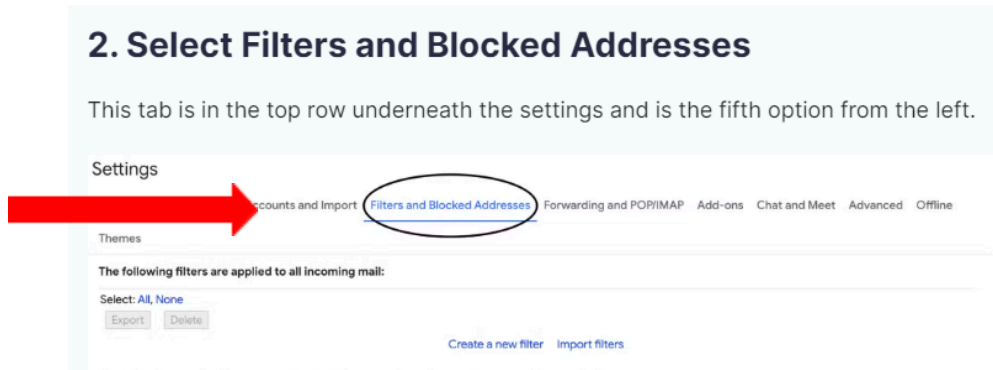 2. Select Filters and Blocked Addresses
This tab is in the top row underneath the settings and is the fifth option from the left.
Settings
and Import Filters and Blocked Addresses Forwarding and POP/IMAP Add-ons Chat and Meet Advanced Offline
Themes
The following filters are applied to all incoming mail:
Select: All, None
Export Delete
Create a new filter Import filters